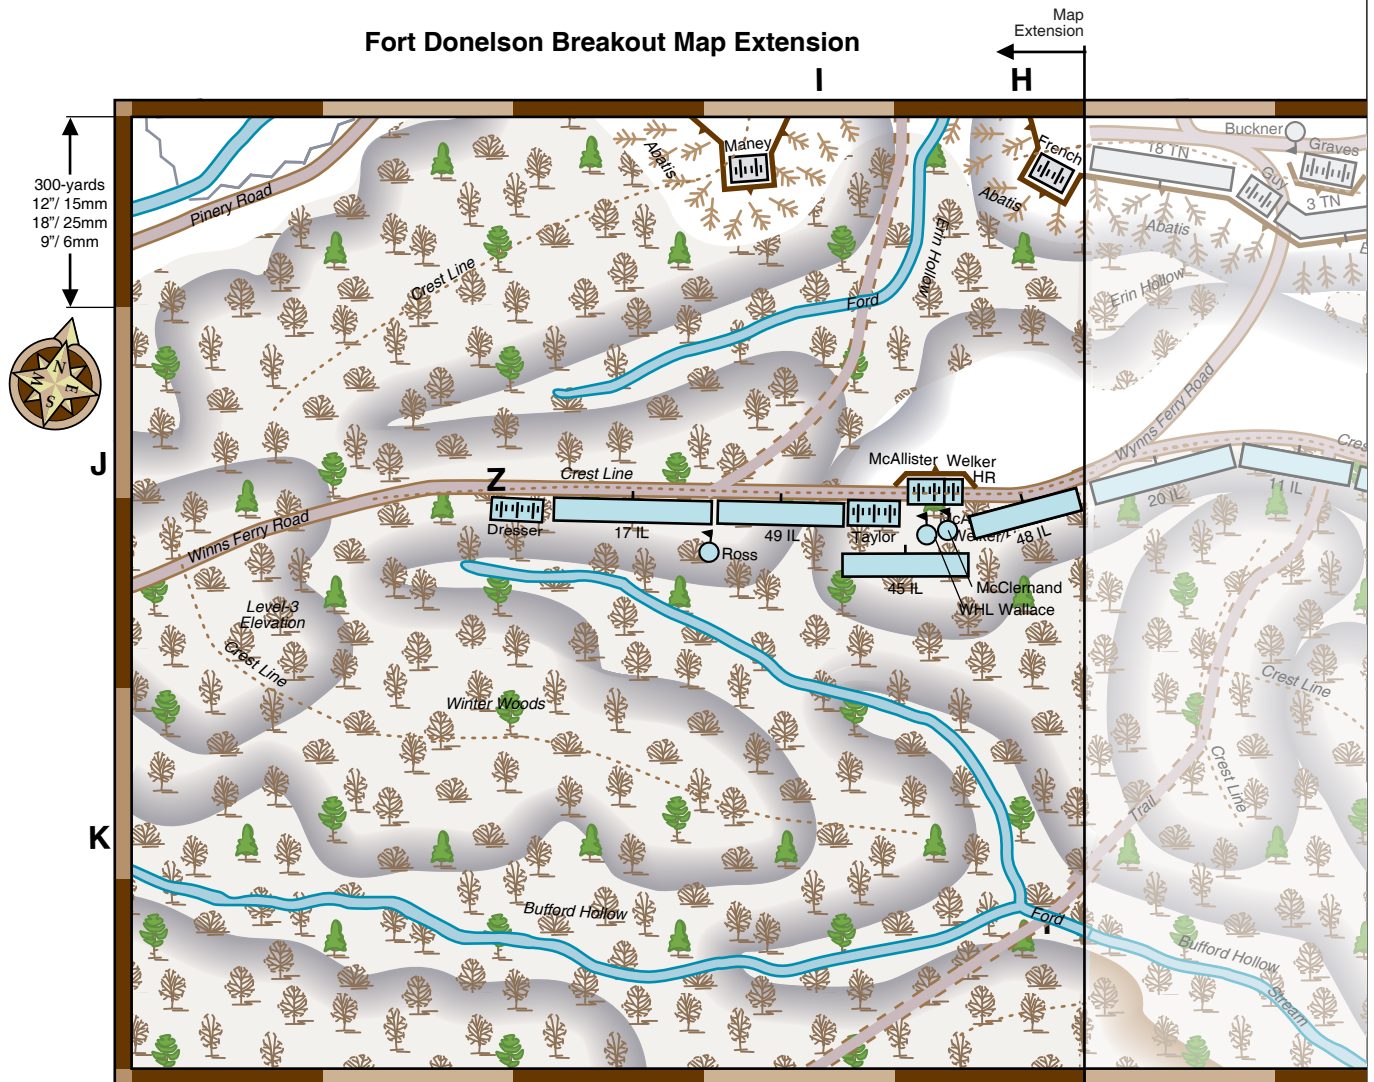 Map
Extension
Fort Donelson Breakout Map Extension
I
H
300-yards
12”/ 15mm
18”/ 25mm
9”/ 6mm
Pinery Road
Abatis
Maney
French
Abatis
Buckner
Graves
18 TN
Guy
3 TN
Abatis
Erin Hollow
Erin Hollow
Crest Line
Ford
N
E
S
W
Wynns Ferry Road
J
Z
Crest Line
McAllister
Welker
HR
Cres
Dresser
17 IL
49 IL
Taylor
48 IL
20 IL
11 IL
Winns Ferry Road
Ross
45 IL
McClernand
WHL Wallace
Level-3
Elevation
Crest Line
Winter Woods
Crest Line
Crest Line
Trail
K
Bufford Hollow
Ford
Bufford Hollow
Stream